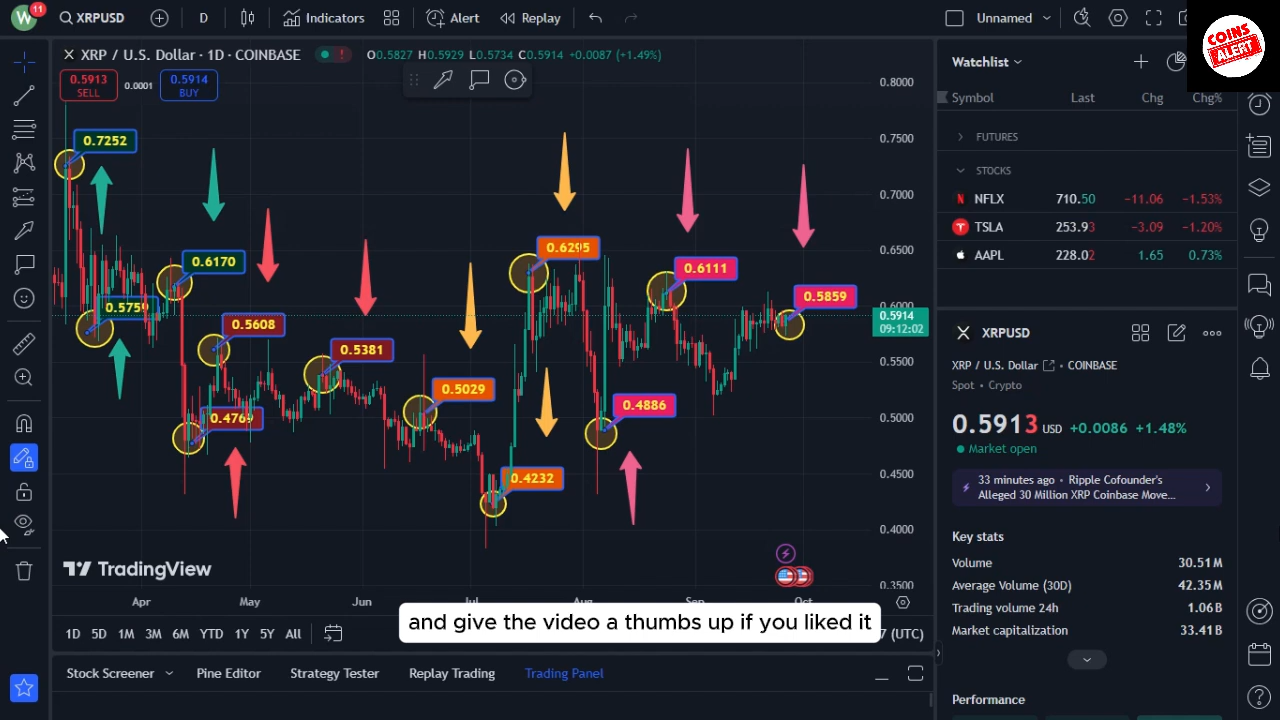 W
11
XRPUSD
D
Indicators
Alert
Replay
Unnamed
COINS
ALERT
XRP / U.S. Dollar · 1D · COINBASE
O0.5827 H0.5929 L0.5734 C0.5914 +0.0087 (+1.49%)
0.5913
SELL
0.0001
0.5914
BUY
0.7252
0.6170
0.5759
0.5608
0.4769
0.5381
0.5029
0.6295
0.4232
0.6111
0.4886
0.5859
0.8000
0.7500
0.7000
0.6500
0.6000
0.5914
09:12:02
0.5500
0.5000
0.4500
0.4000
0.3500
TradingView
Apr
May
Jun
Jul
Aug
Sep
Oct
and give the video a thumbs up if you liked it
1D
5D
1M
3M
6M
YTD
1Y
5Y
All
7 (UTC)
Stock Screener
Pine Editor
Strategy Tester
Replay Trading
Trading Panel
Watchlist
Symbol
Last
Chg
Chg%
FUTURES
STOCKS
NFLX 710.50 −11.06 −1.53%
TSLA 253.93 −3.09 −1.20%
AAPL 228.02 1.65 0.73%
XRPUSD
XRP / U.S. Dollar · COINBASE
Spot · Crypto
0.5913 USD +0.0086 +1.48%
Market open
33 minutes ago · Ripple Cofounder's
Alleged 30 Million XRP Coinbase Move...
Key stats
Volume 30.51M
Average Volume (30D) 42.35M
Trading volume 24h 1.06B
Market capitalization 33.41B
Performance